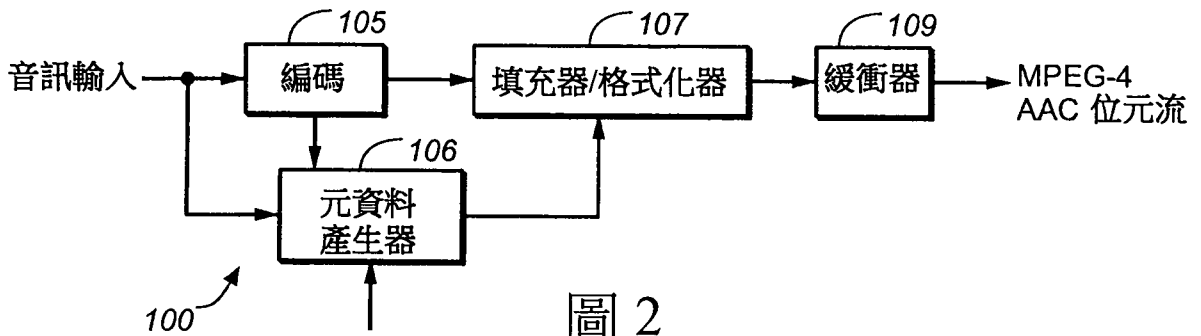 105
107
109
音訊輸入
編碼
填充器/格式化器
緩衝器
MPEG-4
AAC 位元流
106
元資料
產生器
100
圖 2